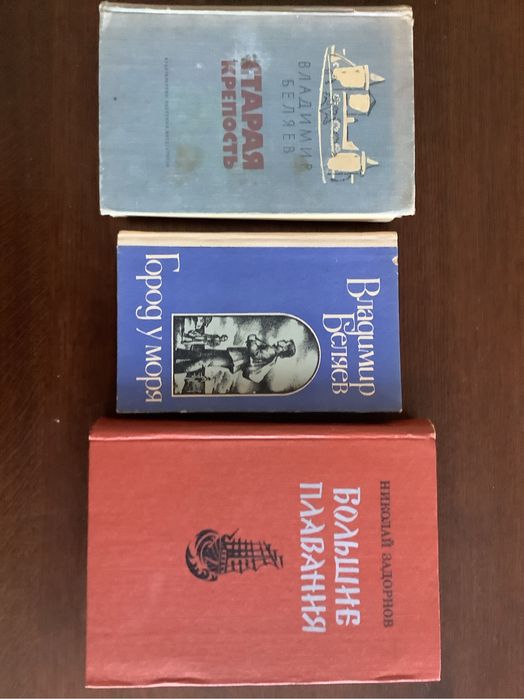 ВЛАДИМИР
БЕЛЯЕВ
СТАРАЯ
КРЕПОСТЬ
Владимир
Беляев
Город у моря
НИКОЛАЙ ЗАДОРНОВ
БОЛЬШИЕ
ПЛАВАНИЯ